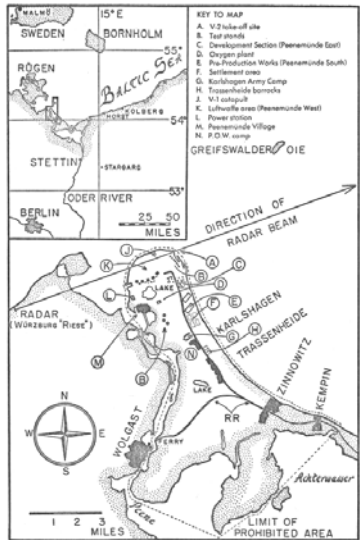 MALMÖ
15° E
SWEDEN
BORNHOLM
55°
RÜGEN
BALTIC SEA
KOLBERG
HORST
54°
STETTIN
STARGARD
ODER RIVER
53°
BERLIN
25 50
MILES
KEY TO MAP
A. V-2 take-off site
B. Test stands
C. Development Section (Peenemünde East)
D. Oxygen plant
E. Pre-Production Works (Peenemünde South)
F. Settlement area
G. Karlshagen Army Camp
H. Trassenheide barracks
J. V-1 catapult
K. Luftwaffe area (Peenemünde West)
L. Power station
M. Peenemünde Village
N. P.O.W. camp
GREIFSWALDER OIE
DIRECTION OF
RADAR BEAM
J
A
K
C
B
D
LAKE
L
F
E
KARLSHAGEN
RADAR
(WÜRZBURG "RIESE")
G
H
TRASSENHEIDE
M
N
B
ZINNOWITZ
LAKE
KEMPIN
N
W E
S
WOLGAST
FERRY
RR
Achterwasser
Peene
1 2 3
MILES
LIMIT OF
PROHIBITED AREA